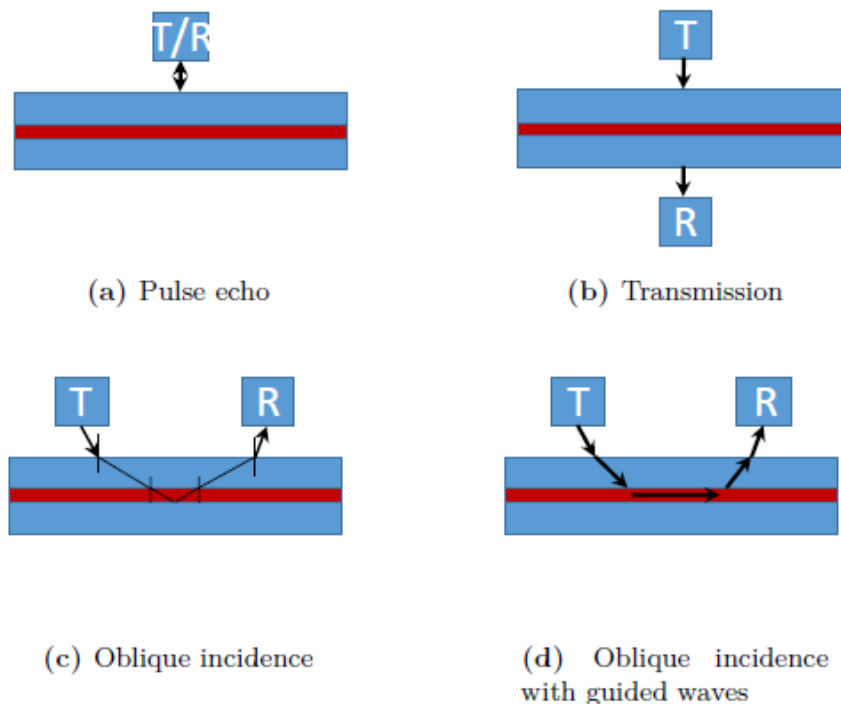 T/R
T
R
(a) Pulse echo
(b) Transmission
T
R
T
R
(c) Oblique incidence
(d) Oblique incidence
with guided waves